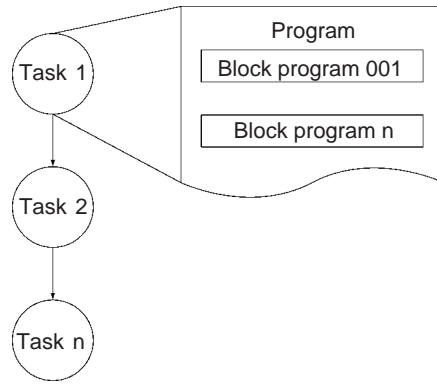 Program
Task 1
Block program 001
Block program n
Task 2
Task n